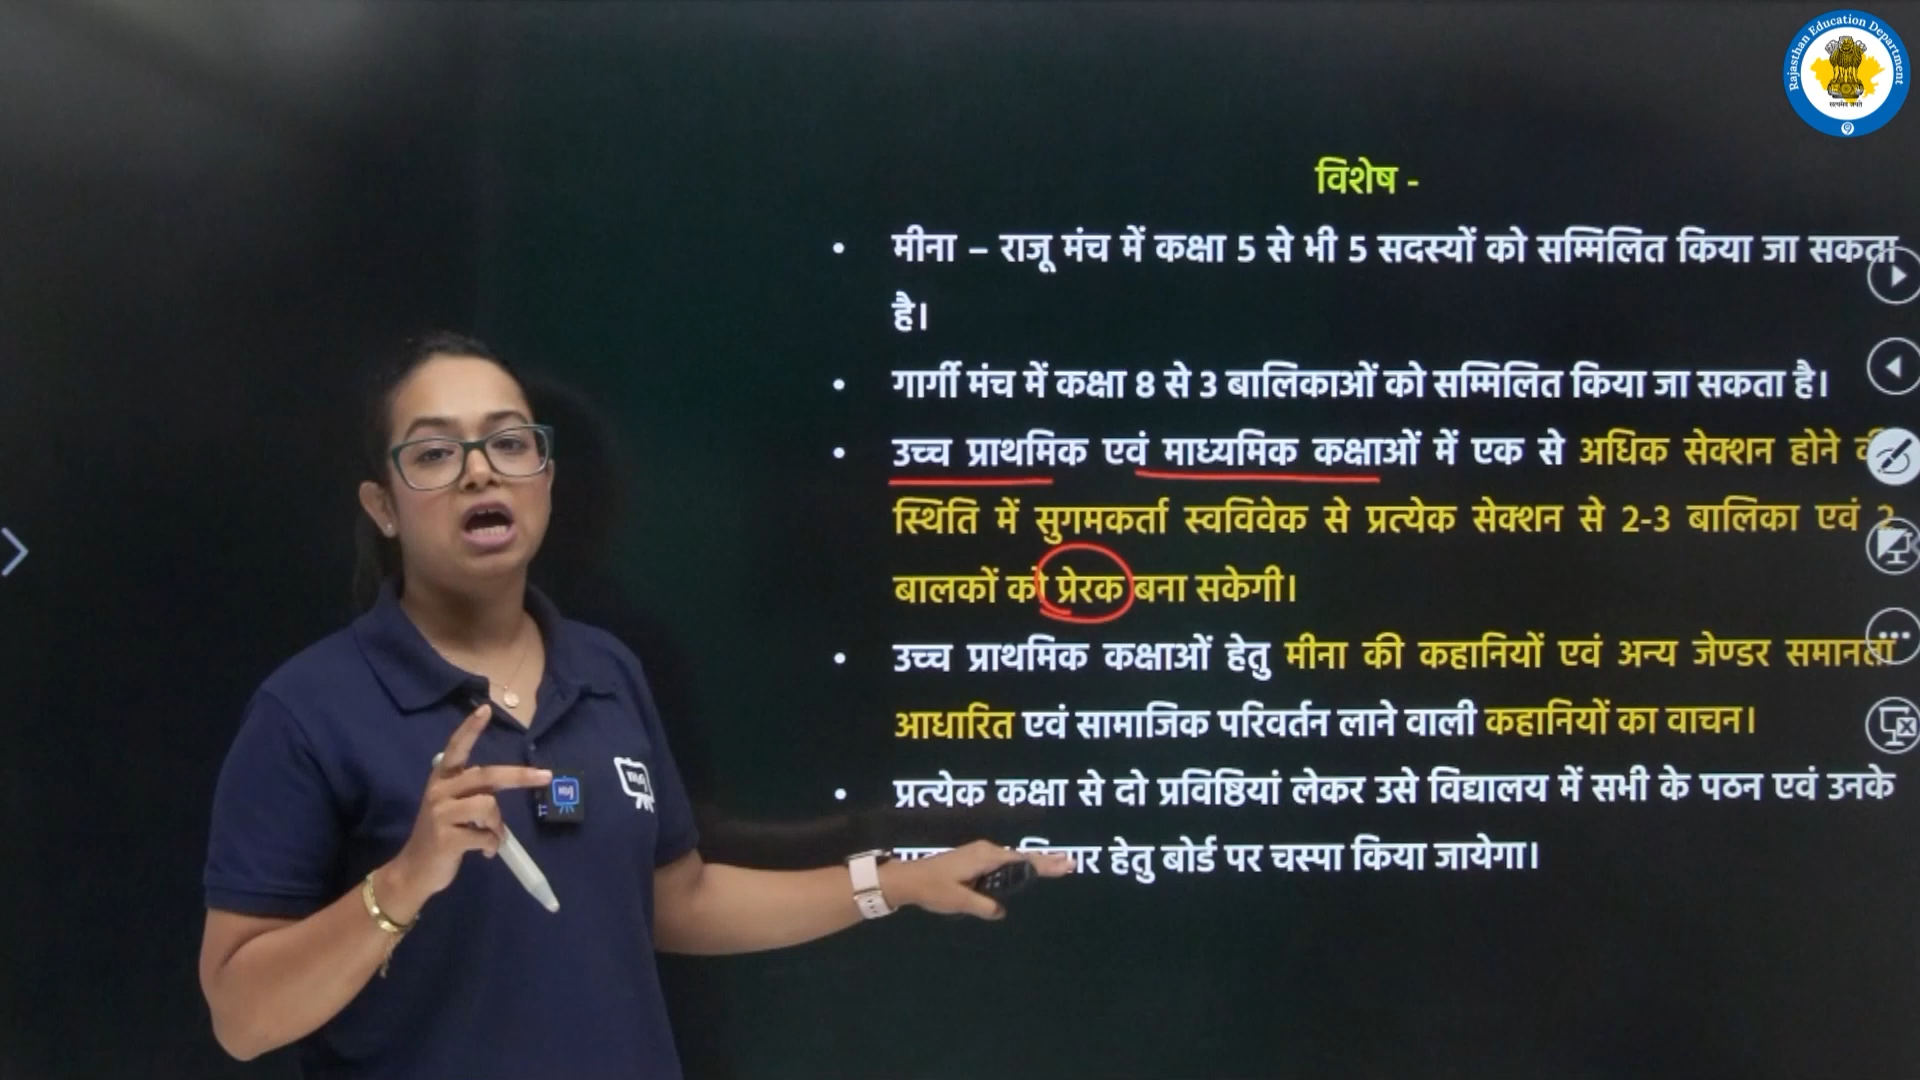 Rajasthan Education Department
सत्यमेव जयते
विशेष -
• मीना – राजू मंच में कक्षा 5 से भी 5 सदस्यों को सम्मिलित किया जा सकता
है।
• गार्गी मंच में कक्षा 8 से 3 बालिकाओं को सम्मिलित किया जा सकता है।
• उच्च प्राथमिक एवं माध्यमिक कक्षाओं में एक से अधिक सेक्शन होने
स्थिति में सुगमकर्ता स्वविवेक से प्रत्येक सेक्शन से 2-3 बालिका एवं
बालकों को प्रेरक बना सकेगी।
• उच्च प्राथमिक कक्षाओं हेतु मीना की कहानियों एवं अन्य जेण्डर समानता
आधारित एवं सामाजिक परिवर्तन लाने वाली कहानियों का वाचन।
• प्रत्येक कक्षा से दो प्रविष्ठियां लेकर उसे विद्यालय में सभी के पठन एवं उनके
हेतु बोर्ड पर चस्पा किया जायेगा।